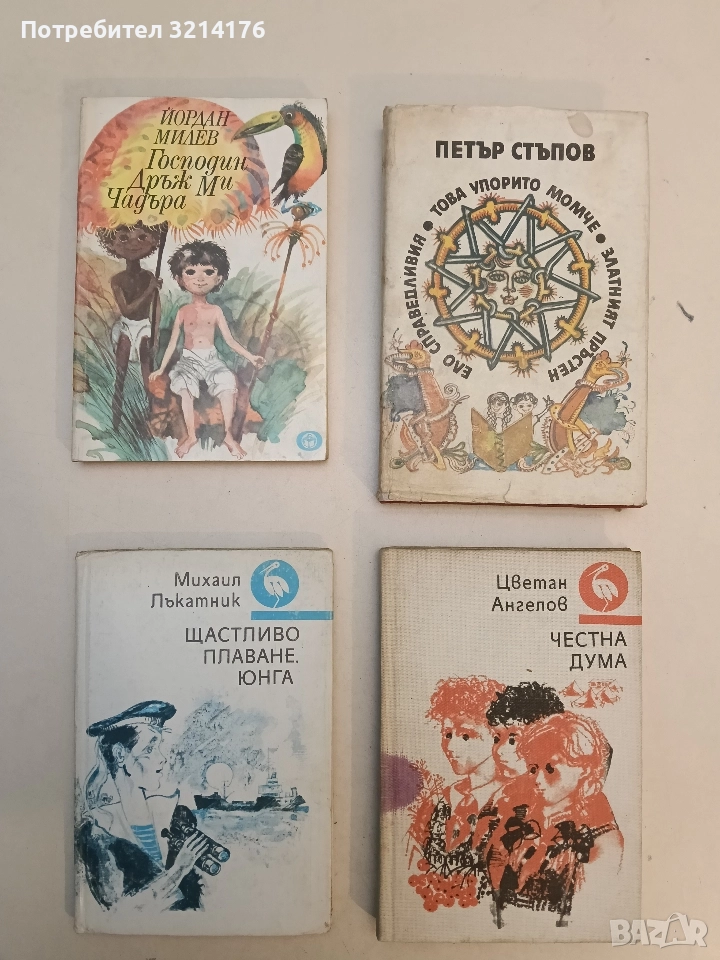 Потребител 3214176
ЙОРДАН
МИЛЕВ
Господин,
Дръж Ми
Чадъра
ПЕТЪР СТЪПОВ
ЕЛО СПРАВЕДЛИВИЯ • ТОВА УПОРИТО МОМЧЕ • ЗЛАТНИЯТ ПРЪСТЕН
Михаил
Лъкатник
ЩАСТЛИВО
ПЛАВАНЕ,
ЮНГА
Цветан
Ангелов
ЧЕСТНА
ДУМА
BAZAR